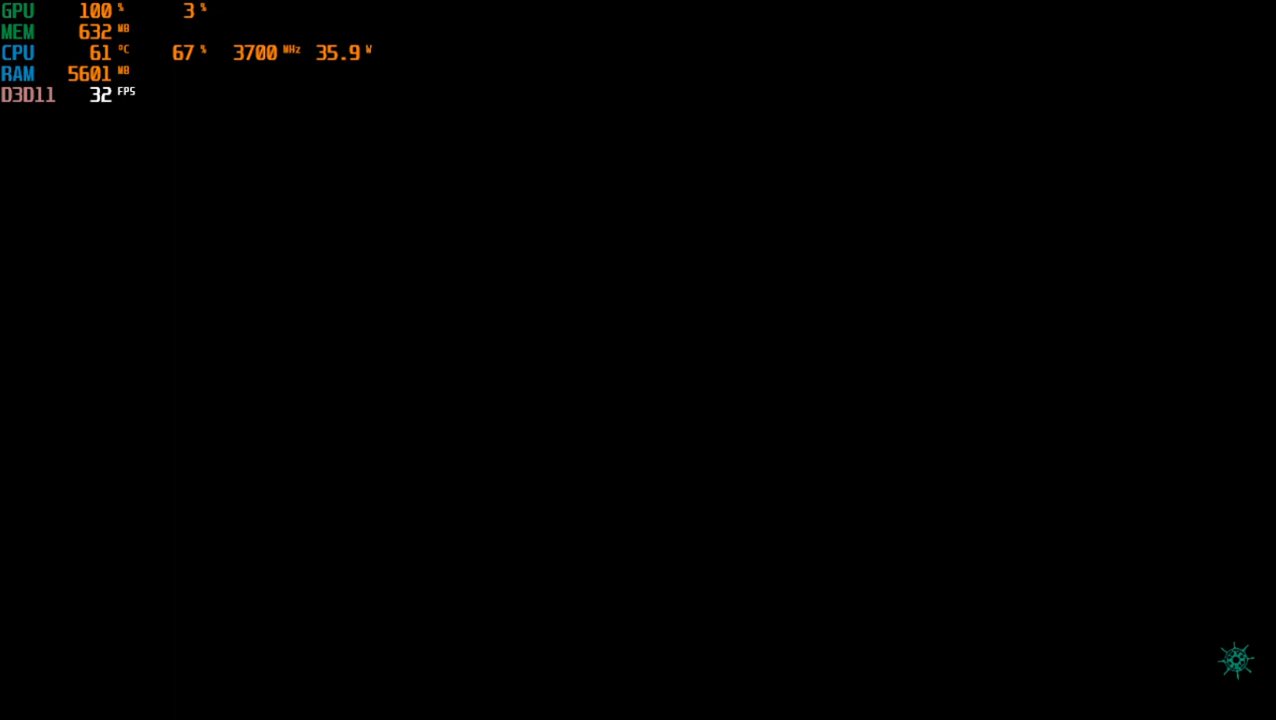 GPU 100 % 3 %
MEM 632 MB
CPU 61 °C 67 % 3700 MHz 35.9 W
RAM 5601 MB
D3D11 32 FPS